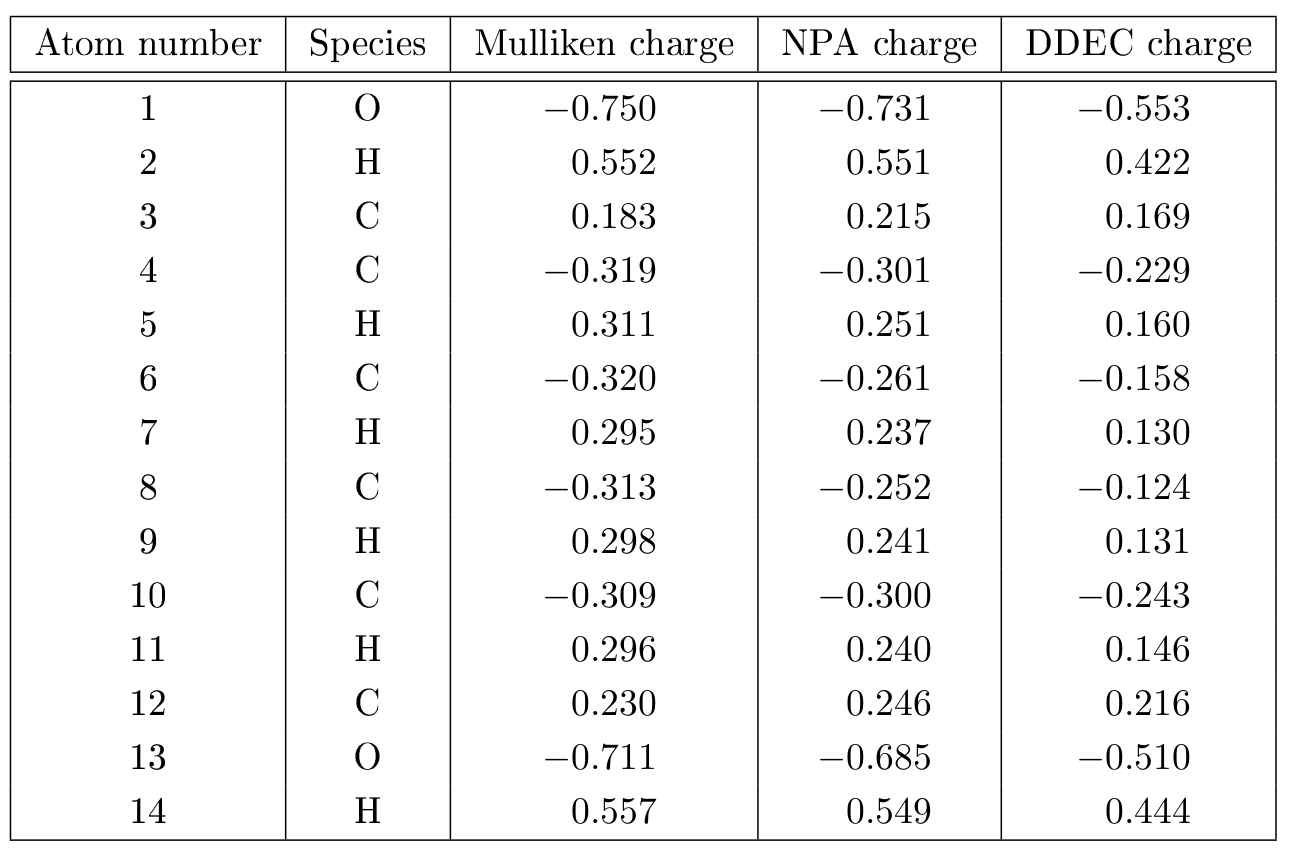 Atom number Species Mulliken charge NPA charge DDEC charge
1 O −0.750 −0.731 −0.553
2 H 0.552 0.551 0.422
3 C 0.183 0.215 0.169
4 C −0.319 −0.301 −0.229
5 H 0.311 0.251 0.160
6 C −0.320 −0.261 −0.158
7 H 0.295 0.237 0.130
8 C −0.313 −0.252 −0.124
9 H 0.298 0.241 0.131
10 C −0.309 −0.300 −0.243
11 H 0.296 0.240 0.146
12 C 0.230 0.246 0.216
13 O −0.711 −0.685 −0.510
14 H 0.557 0.549 0.444